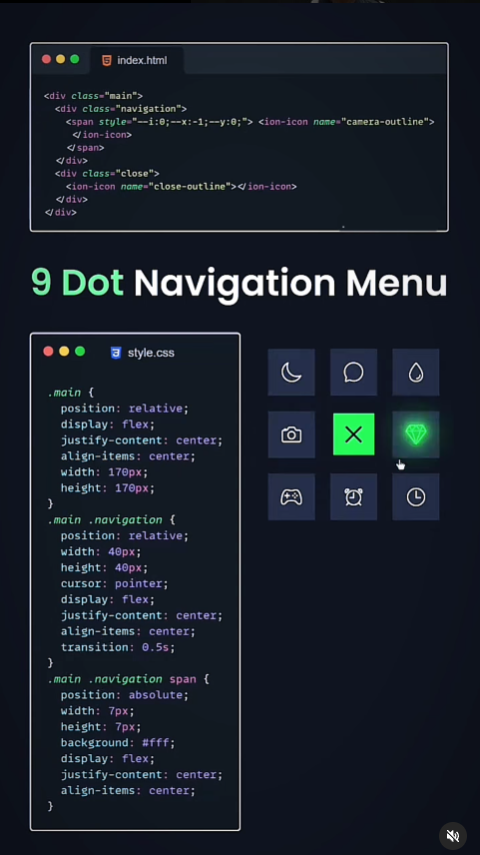 index.html
<div class="main">
<div class="navigation">
<span style="--i:0;--x:-1;--y:0;"> <ion-icon name="camera-outline">
</ion-icon>
</span>
</div>
<div class="close">
<ion-icon name="close-outline"></ion-icon>
</div>
</div>
9 Dot Navigation Menu
style.css
.main {
position: relative;
display: flex;
justify-content: center;
align-items: center;
width: 170px;
height: 170px;
}
.main .navigation {
position: relative;
width: 40px;
height: 40px;
cursor: pointer;
display: flex;
justify-content: center;
align-items: center;
transition: 0.5s;
}
.main .navigation span {
position: absolute;
width: 7px;
height: 7px;
background: #fff;
display: flex;
justify-content: center;
align-items: center;
}